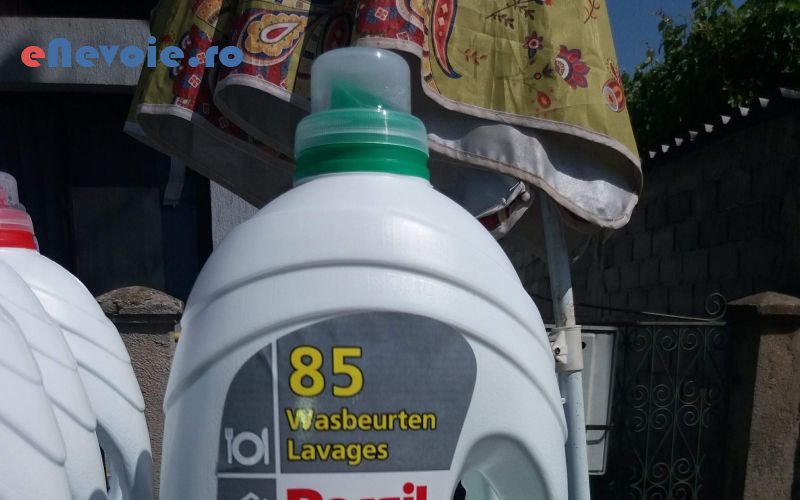 eNevoie.ro
85
Wasbeurten
Lavages